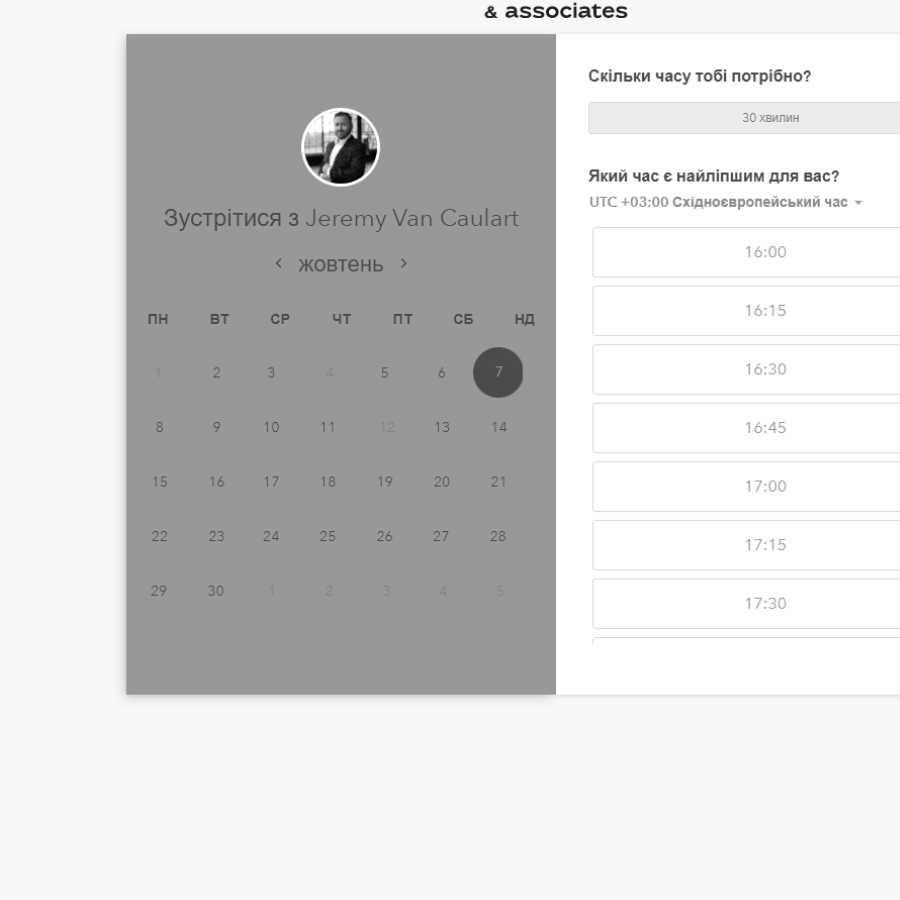 & associates
Зустрітися з Jeremy Van Caulart
жовтень
ПН ВТ СР ЧТ ПТ СБ НД
1 2 3 4 5 6 7
8 9 10 11 12 13 14
15 16 17 18 19 20 21
22 23 24 25 26 27 28
29 30 1 2 3 4 5
Скільки часу тобі потрібно?
30 хвилин
Який час є найліпшим для вас?
UTC +03:00 Східноєвропейський час
16:00
16:15
16:30
16:45
17:00
17:15
17:30